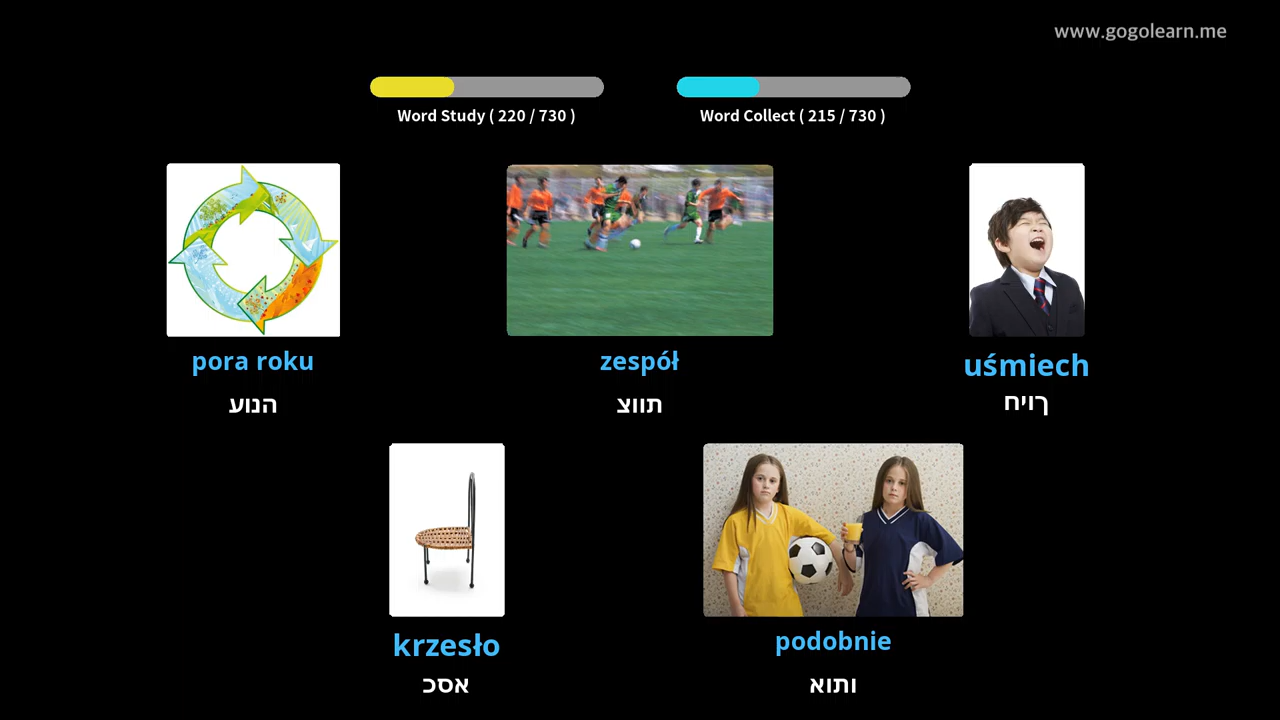 www.gogolearn.me
Word Study ( 220 / 730 )
Word Collect ( 215 / 730 )
pora roku
הנוע
zespół
תווצ
uśmiech
ךויח
krzesło
אסכ
podobnie
ותוא